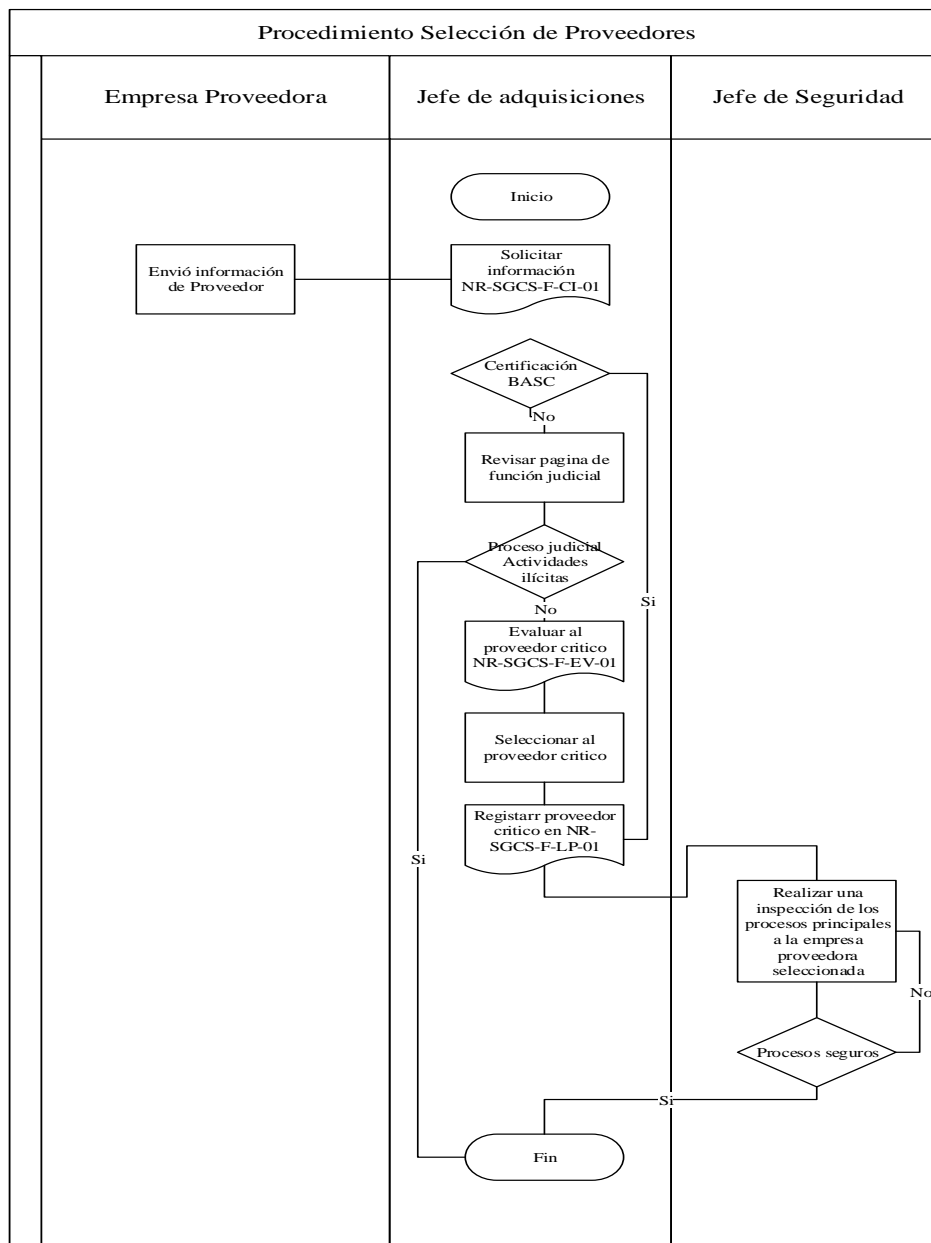 Procedimiento Selección de Proveedores
Empresa Proveedora
Jefe de adquisiciones
Jefe de Seguridad
Inicio
Envió información
de Proveedor
Solicitar
información
NR-SGCS-F-CI-01
Certificación
BASC
No
Revisar pagina de
función judicial
Proceso judicial
Actividades
ilícitas
Si
No
Evaluar al
proveedor critico
NR-SGCS-F-EV-01
Seleccionar al
proveedor critico
Registarr proveedor
critico en NR-
SGCS-F-LP-01
Si
Realizar una
inspección de los
procesos principales
a la empresa
proveedora
seleccionada
No
Procesos seguros
Si
Fin